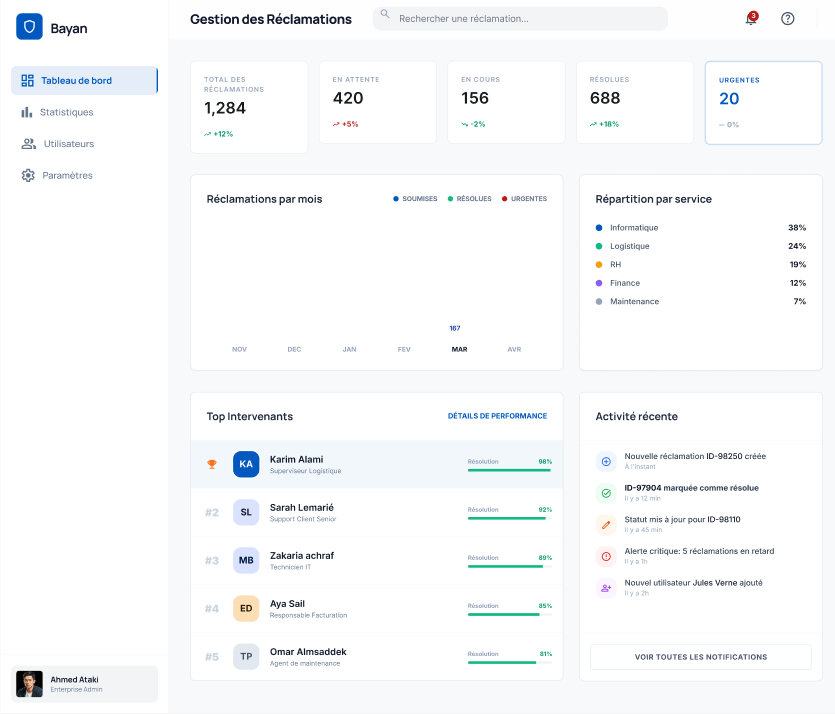 Bayan
Gestion des Réclamations
Rechercher une réclamation...
3
Tableau de bord
Statistiques
Utilisateurs
Paramètres
TOTAL DES
RÉCLAMATIONS
1,284
+12%
EN ATTENTE
420
+5%
EN COURS
156
-2%
RÉSOLUES
688
+18%
URGENTES
20
— 0%
Réclamations par mois
SOUMISES
RÉSOLUES
URGENTES
167
NOV
DEC
JAN
FEV
MAR
AVR
Répartition par service
Informatique 38%
Logistique 24%
RH 19%
Finance 12%
Maintenance 7%
Top Intervenants
DÉTAILS DE PERFORMANCE
KA
Karim Alami
Superviseur Logistique
Résolution 98%
#2
SL
Sarah Lemarié
Support Client Senior
Résolution 92%
#3
MB
Zakaria achraf
Technicien IT
Résolution 89%
#4
ED
Aya Sail
Responsable Facturation
Résolution 85%
#5
TP
Omar Almsaddek
Agent de maintenance
Résolution 81%
Activité récente
Nouvelle réclamation ID-98250 créée
À l'instant
ID-97904 marquée comme résolue
Il y a 12 min
Statut mis à jour pour ID-98110
Il y a 45 min
Alerte critique: 5 réclamations en retard
Il y a 1h
Nouvel utilisateur Jules Verne ajouté
Il y a 2h
VOIR TOUTES LES NOTIFICATIONS
Ahmed Ataki
Enterprise Admin